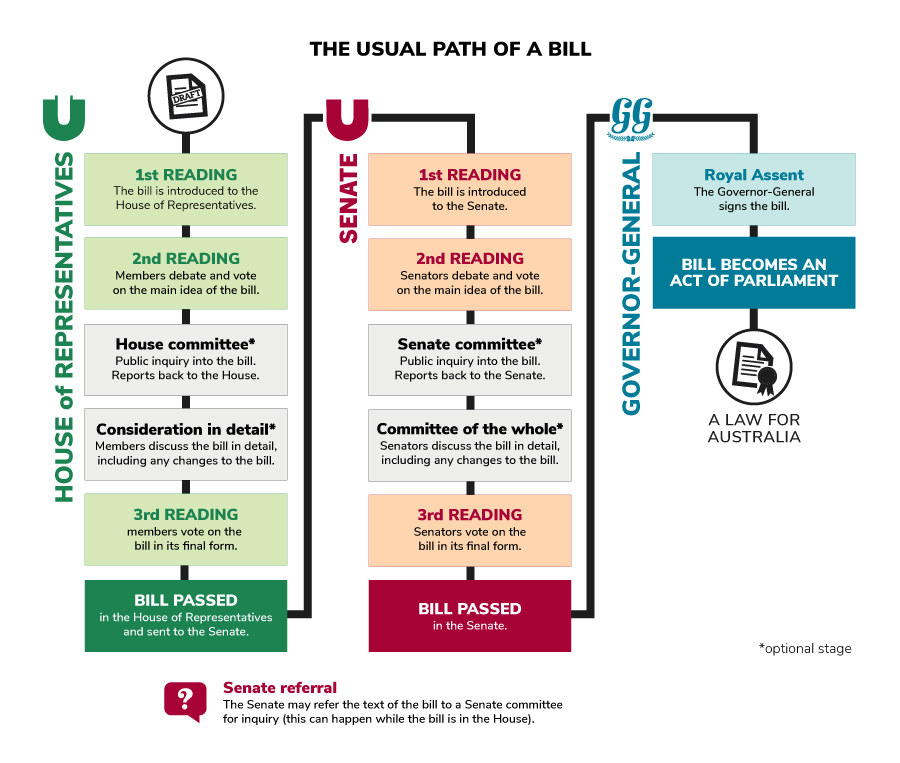 THE USUAL PATH OF A BILL
DRAFT
HOUSE of REPRESENTATIVES
1st READING
The bill is introduced to the
House of Representatives.
2nd READING
Members debate and vote
on the main idea of the bill.
House committee*
Public inquiry into the bill.
Reports back to the House.
Consideration in detail*
Members discuss the bill in detail,
including any changes to the bill.
3rd READING
members vote on the
bill in its final form.
BILL PASSED
in the House of Representatives
and sent to the Senate.
SENATE
1st READING
The bill is introduced
to the Senate.
2nd READING
Senators debate and vote
on the main idea of the bill.
Senate committee*
Public inquiry into the bill.
Reports back to the Senate.
Committee of the whole*
Senators discuss the bill in detail,
including any changes to the bill.
3rd READING
Senators vote on the
bill in its final form.
BILL PASSED
in the Senate.
GG
GOVERNOR-GENERAL
Royal Assent
The Governor-General
signs the bill.
BILL BECOMES AN
ACT OF PARLIAMENT
A LAW FOR
AUSTRALIA
*optional stage
?
Senate referral
The Senate may refer the text of the bill to a Senate committee
for inquiry (this can happen while the bill is in the House).